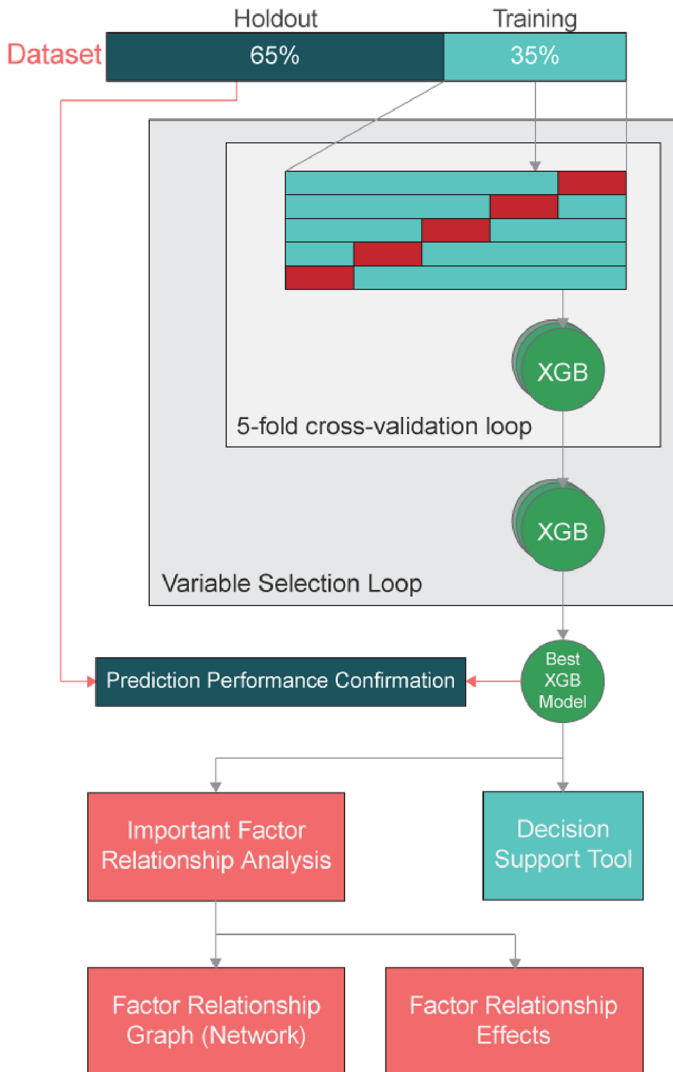 Holdout
Training
Dataset
65%
35%
XGB
5-fold cross-validation loop
XGB
Variable Selection Loop
Best
XGB
Model
Prediction Performance Confirmation
Important Factor
Relationship Analysis
Decision
Support Tool
Factor Relationship
Graph (Network)
Factor Relationship
Effects